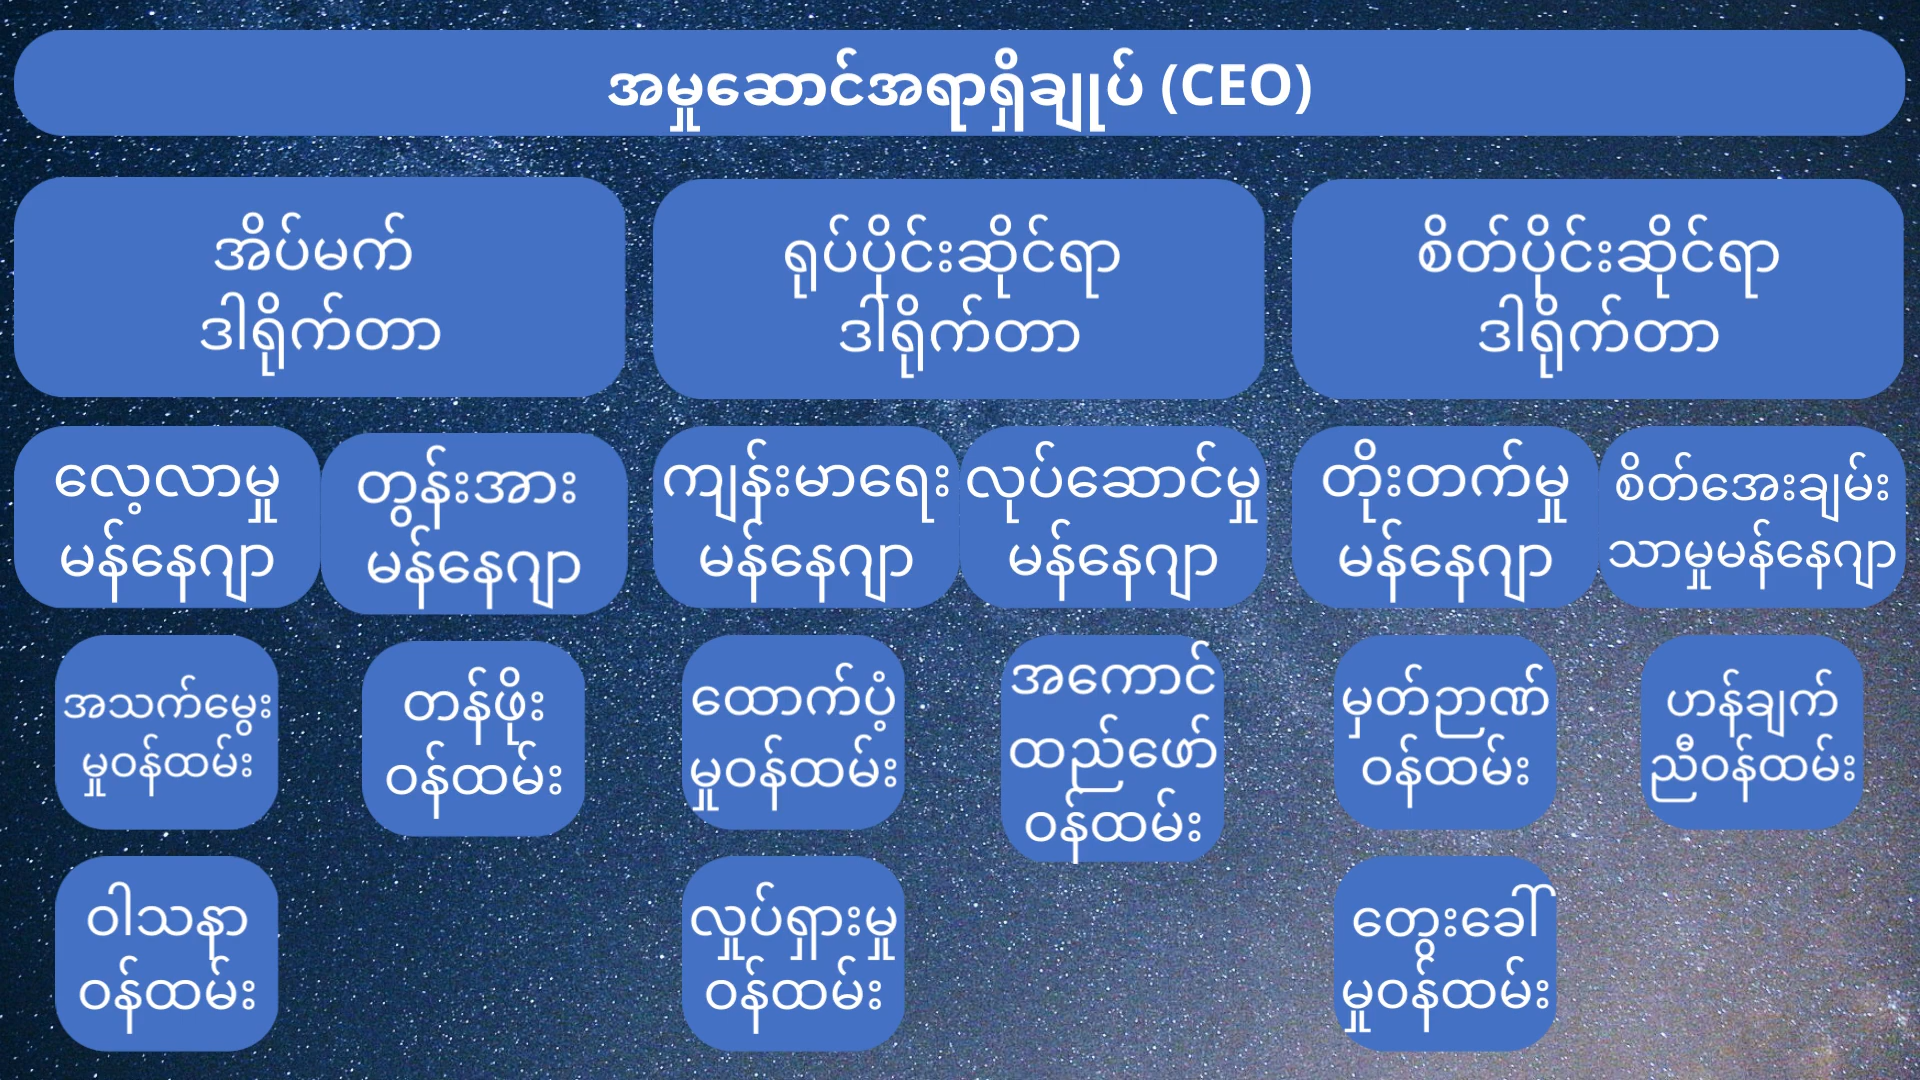 အမှုဆောင်အရာရှိချုပ် (CEO)
အိပ်မက်
ဒါရိုက်တာ
ရုပ်ပိုင်းဆိုင်ရာ
ဒါရိုက်တာ
စိတ်ပိုင်းဆိုင်ရာ
ဒါရိုက်တာ
လေ့လာမှု
မန်နေဂျာ
တွန်းအား
မန်နေဂျာ
ကျန်းမာရေး
မန်နေဂျာ
လုပ်ဆောင်မှု
မန်နေဂျာ
တိုးတက်မှု
မန်နေဂျာ
စိတ်အေးချမ်း
သာမှုမန်နေဂျာ
အသက်မွေး
မှုဝန်ထမ်း
တန်ဖိုး
ဝန်ထမ်း
ထောက်ပံ့
မှုဝန်ထမ်း
အကောင်
ထည်ဖော်
ဝန်ထမ်း
မှတ်ဉာဏ်
ဝန်ထမ်း
ဟန်ချက်
ညီဝန်ထမ်း
ဝါသနာ
ဝန်ထမ်း
လှုပ်ရှားမှု
ဝန်ထမ်း
တွေးခေါ်
မှုဝန်ထမ်း